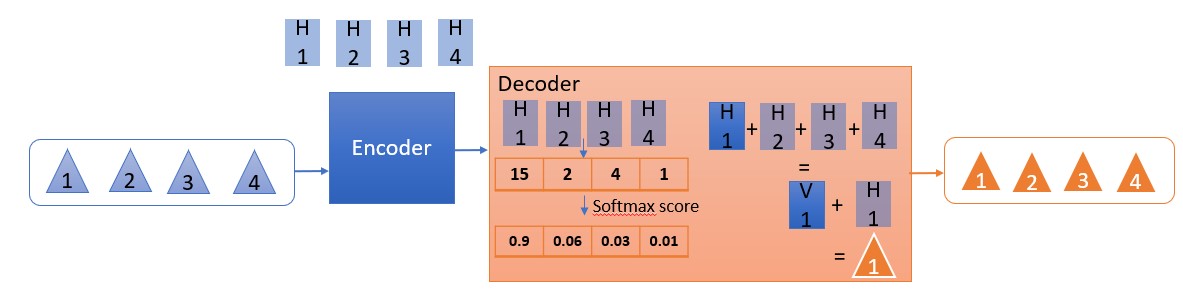 H H H H
1 2 3 4
Decoder
H H H H
1 2 3 4
H + H + H + H
1 2 3 4
Encoder
1 2 3 4
15 2 4 1
=
Softmax score
V + H
1 1
0.9 0.06 0.03 0.01
= 1
1 2 3 4